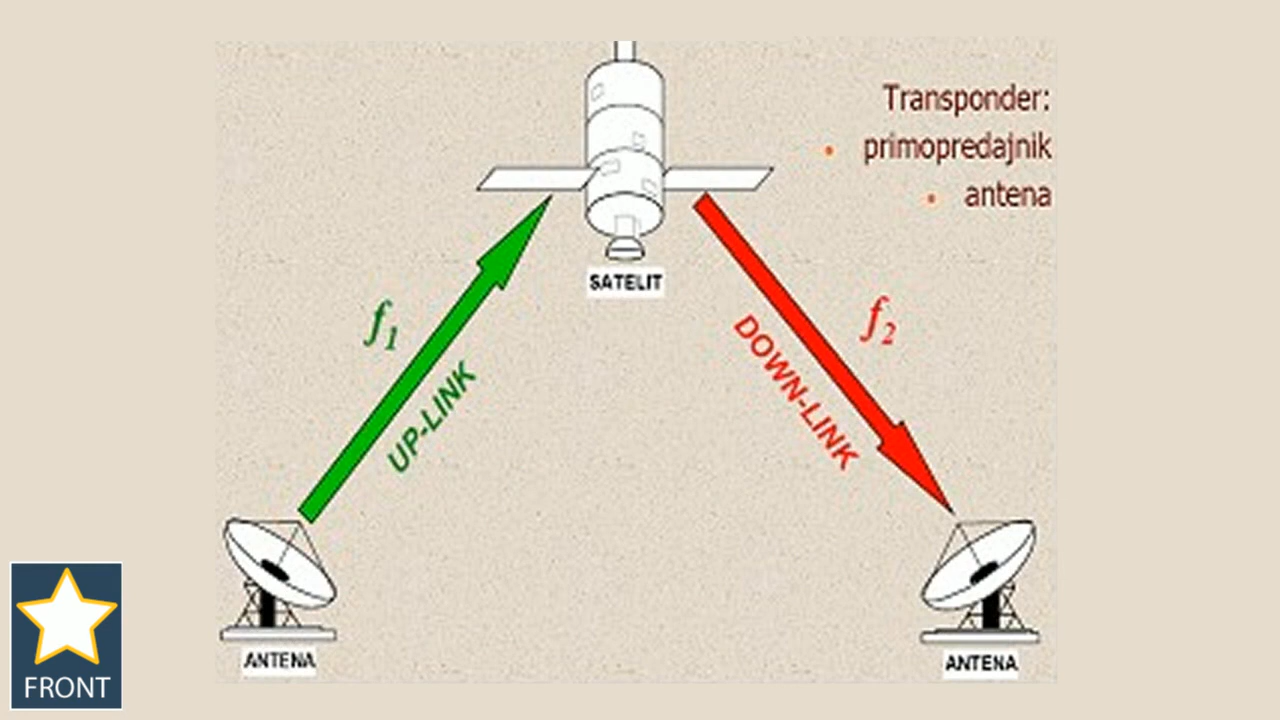 Transponder:
• primopredajnik
• antena
SATELIT
f1
UP-LINK
f2
DOWN-LINK
ANTENA
ANTENA
FRONT